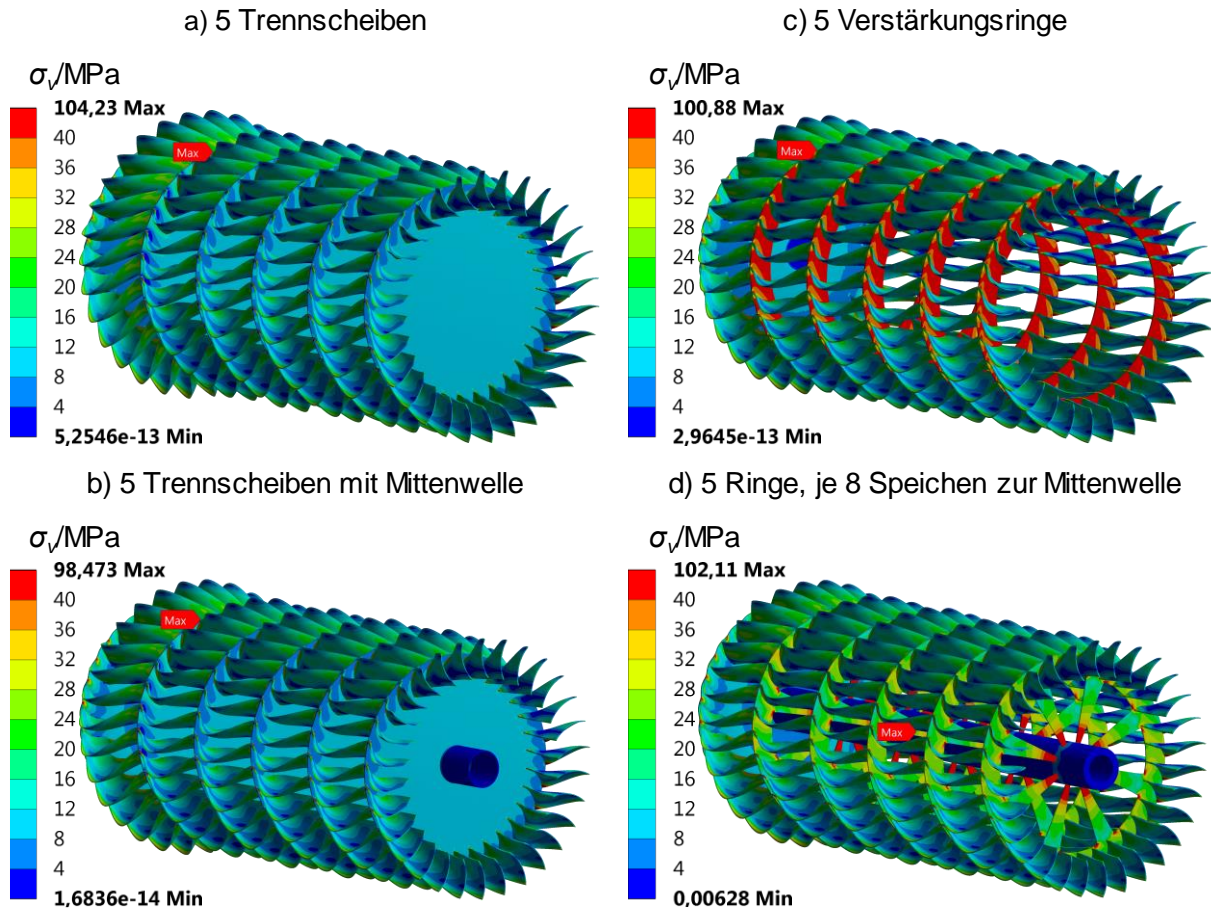 a) 5 Trennscheiben
σv/MPa
104,23 Max
40
36
32
28
24
20
16
12
8
4
5,2546e-13 Min
Max
c) 5 Verstärkungsringe
σv/MPa
100,88 Max
40
36
32
28
24
20
16
12
8
4
2,9645e-13 Min
Max
b) 5 Trennscheiben mit Mittenwelle
σv/MPa
98,473 Max
40
36
32
28
24
20
16
12
8
4
1,6836e-14 Min
Max
d) 5 Ringe, je 8 Speichen zur Mittenwelle
σv/MPa
102,11 Max
40
36
32
28
24
20
16
12
8
4
0,00628 Min
Max